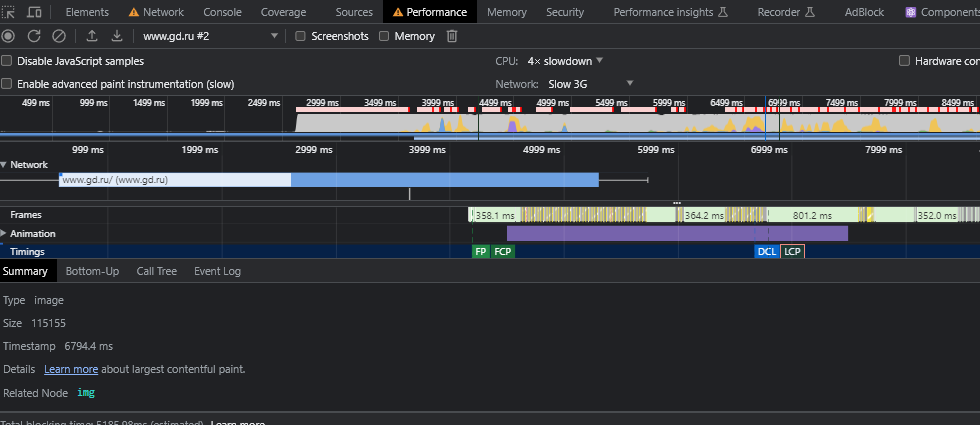 Elements Network Console Coverage Sources Performance Memory Security Performance insights Recorder AdBlock Components
www.gd.ru #2 Screenshots Memory
Disable JavaScript samples CPU: 4× slowdown Hardware con
Enable advanced paint instrumentation (slow) Network: Slow 3G
499 ms 999 ms 1499 ms 1999 ms 2499 ms 2999 ms 3499 ms 3999 ms 4499 ms 4999 ms 5499 ms 5999 ms 6499 ms 6999 ms 7499 ms 7999 ms 8499 ms
999 ms 1999 ms 2999 ms 3999 ms 4999 ms 5999 ms 6999 ms 7999 ms
Network
www.gd.ru/ (www.gd.ru)
Frames 358.1 ms 364.2 ms 801.2 ms 352.0 ms
Animation
Timings FP FCP DCL LCP
Summary Bottom-Up Call Tree Event Log
Type image
Size 115155
Timestamp 6794.4 ms
Details Learn more about largest contentful paint.
Related Node img
Total blocking time: 5185.98ms (estimated) Learn more